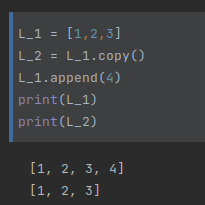 L_1 = [1,2,3]
L_2 = L_1.copy()
L_1.append(4)
print(L_1)
print(L_2)
[1, 2, 3, 4]
[1, 2, 3]